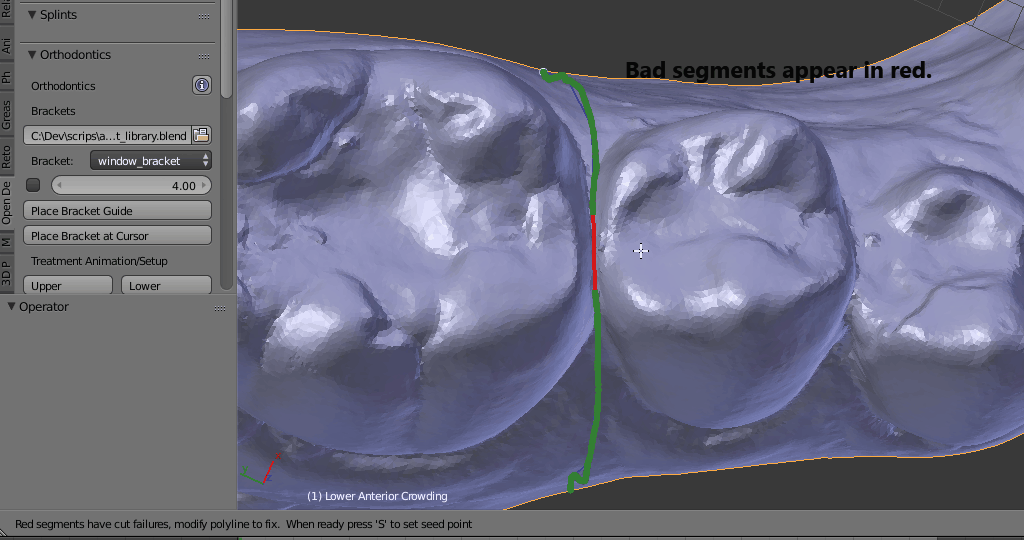 Splints
Orthodontics
Orthodontics
Brackets
C:\Dev\scrips\a...t_library.blend
Bracket:
window_bracket
4.00
Place Bracket Guide
Place Bracket at Cursor
Treatment Animation/Setup
Upper
Lower
Operator
Ani
Ph
Greas
Reto
Open De
M
3D P
Bad segments appear in red.
(1) Lower Anterior Crowding
Red segments have cut failures, modify polyline to fix. When ready press 'S' to set seed point